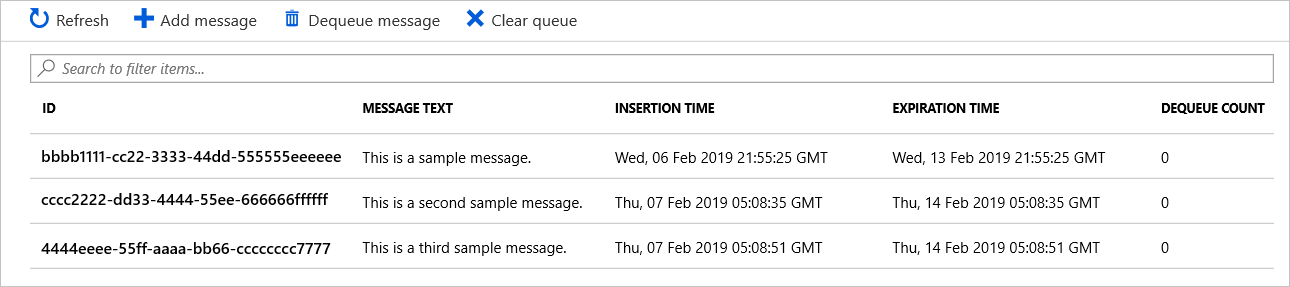 Refresh Add message Dequeue message Clear queue
Search to filter items...
ID MESSAGE TEXT INSERTION TIME EXPIRATION TIME DEQUEUE COUNT
bbbb1111-cc22-3333-44dd-555555eeeeee This is a sample message. Wed, 06 Feb 2019 21:55:25 GMT Wed, 13 Feb 2019 21:55:25 GMT 0
cccc2222-dd33-4444-55ee-666666ffffff This is a second sample message. Thu, 07 Feb 2019 05:08:35 GMT Thu, 14 Feb 2019 05:08:35 GMT 0
4444eeee-55ff-aaaa-bb66-cccccccc7777 This is a third sample message. Thu, 07 Feb 2019 05:08:51 GMT Thu, 14 Feb 2019 05:08:51 GMT 0